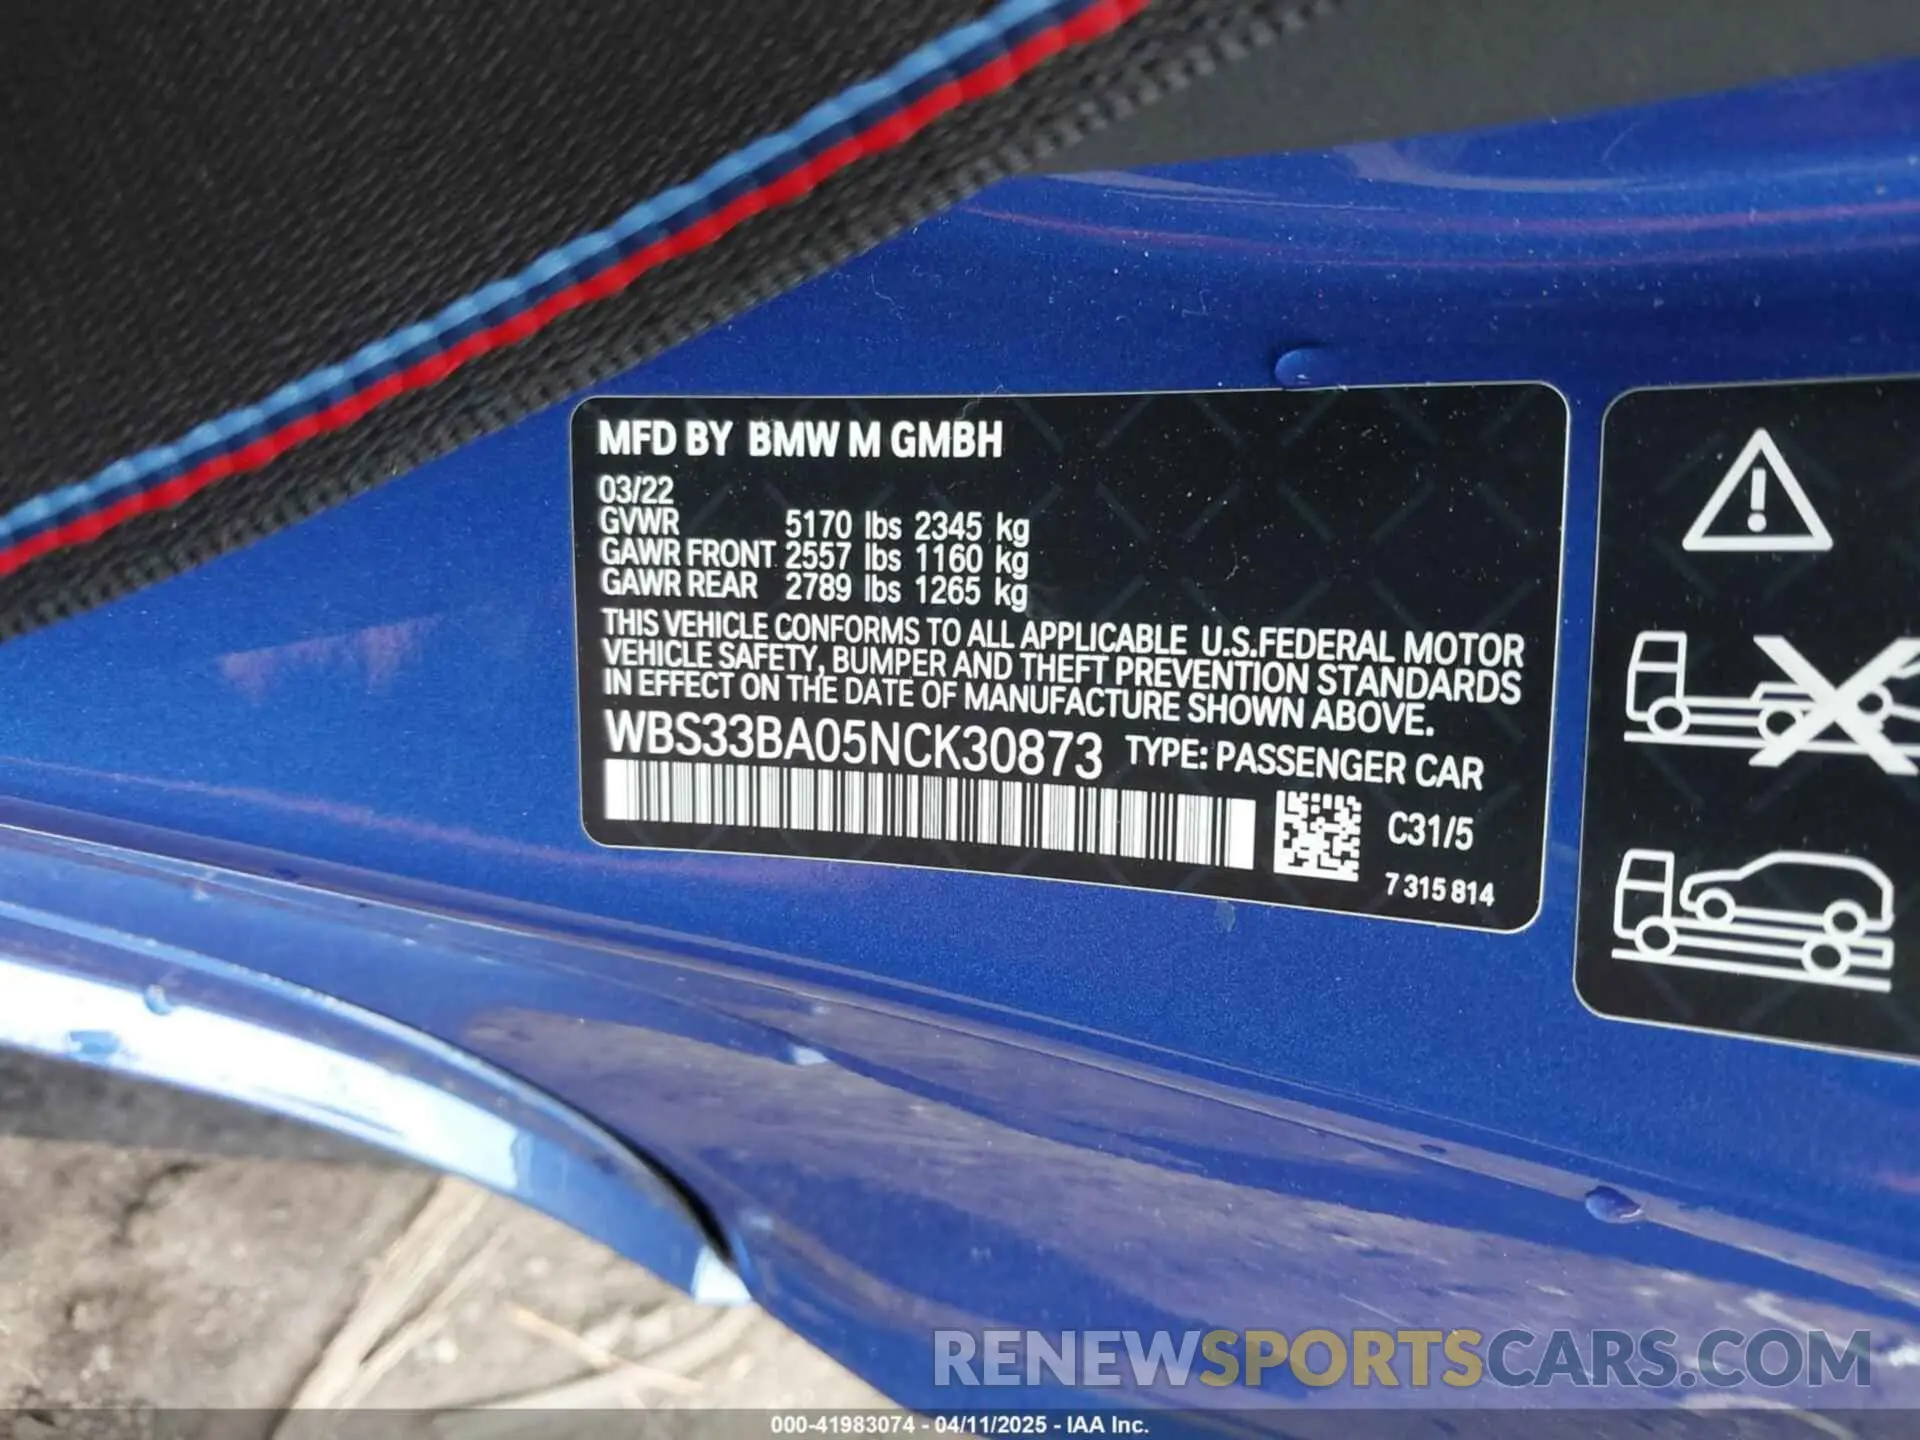 MFD BY BMW M GMBH
03/22
GVWR 5170 lbs 2345 kg
GAWR FRONT 2557 lbs 1160 kg
GAWR REAR 2789 lbs 1265 kg
THIS VEHICLE CONFORMS TO ALL APPLICABLE U.S.FEDERAL MOTOR
VEHICLE SAFETY, BUMPER AND THEFT PREVENTION STANDARDS
IN EFFECT ON THE DATE OF MANUFACTURE SHOWN ABOVE.
WBS33BA05NCK30873 TYPE: PASSENGER CAR
C31/5
7 315 814
RENEWSPORTSCARS.COM
000-41983074 - 04/11/2025 - IAA Inc.